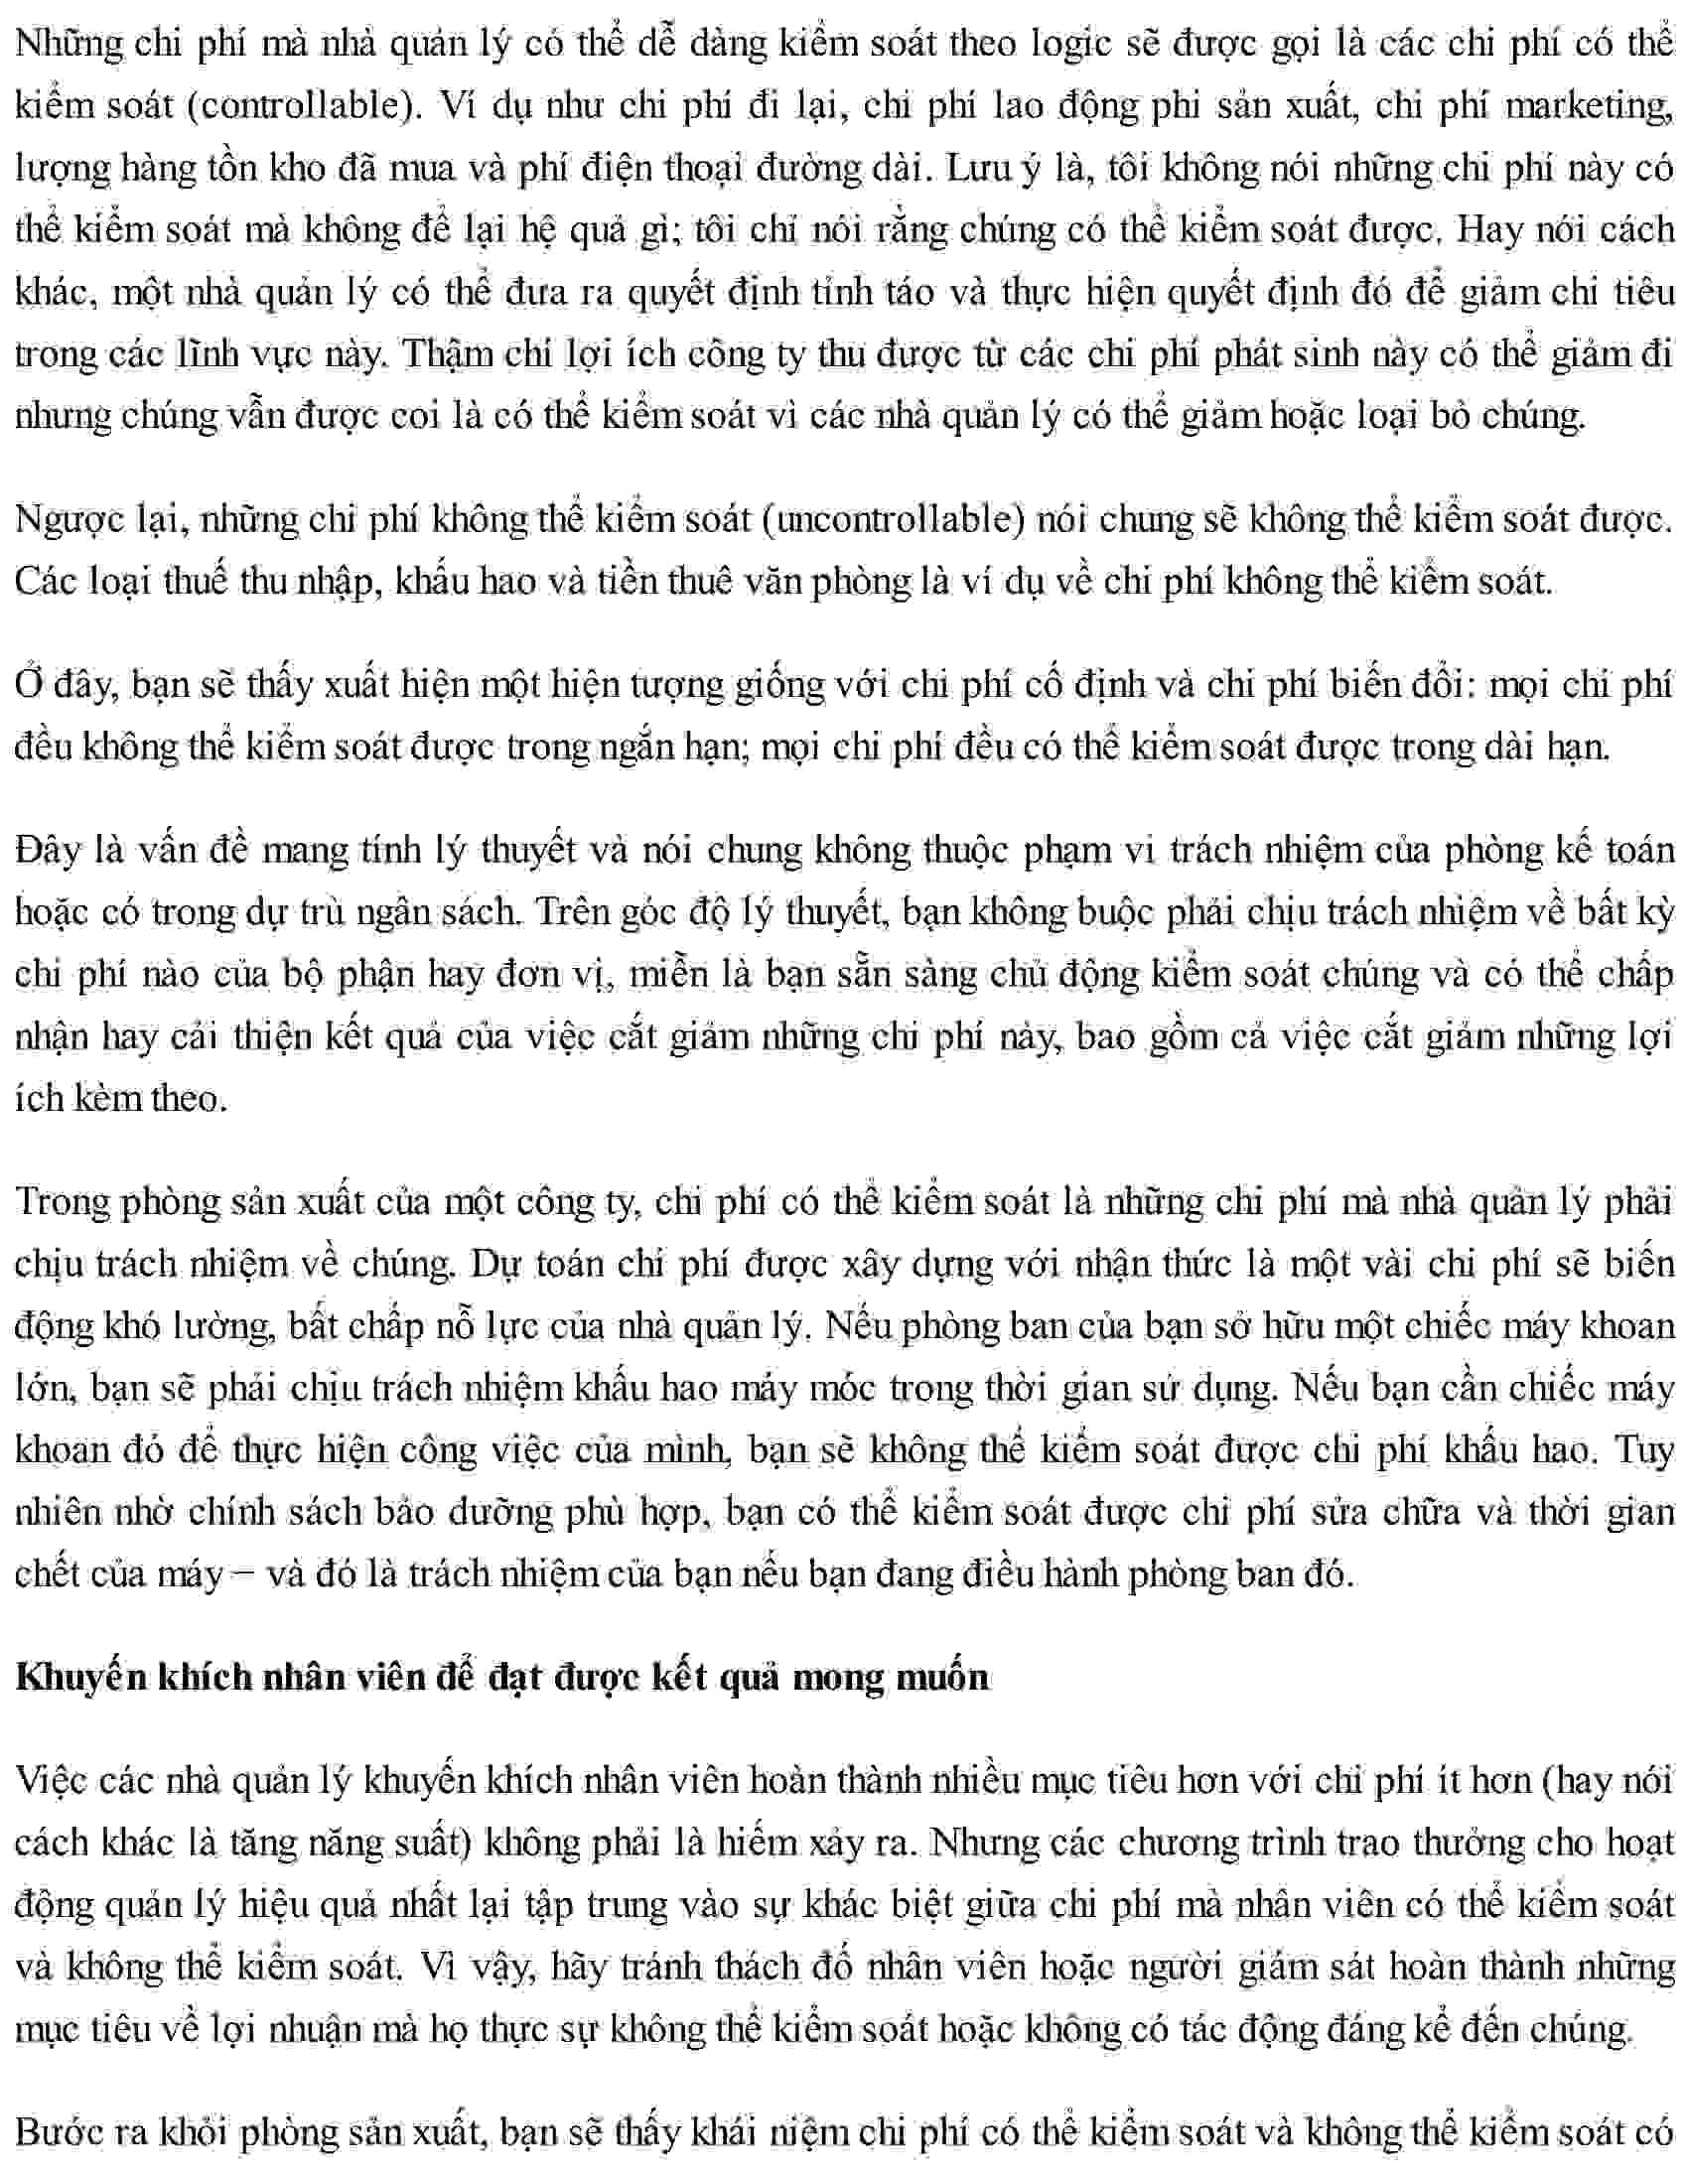 Những chi phí mà nhà quản lý có thể dễ dàng kiểm soát theo logic sẽ được gọi là các chi phí có thể
kiểm soát (controllable). Ví dụ như chi phí đi lại, chi phí lao động phi sản xuất, chi phí marketing,
lượng hàng tồn kho đã mua và phí điện thoại đường dài. Lưu ý là, tôi không nói những chi phí này có
thể kiểm soát mà không để lại hệ quả gì; tôi chỉ nói rằng chúng có thể kiểm soát được. Hay nói cách
khác, một nhà quản lý có thể đưa ra quyết định tỉnh táo và thực hiện quyết định đó để giảm chi tiêu
trong các lĩnh vực này. Thậm chí lợi ích công ty thu được từ các chi phí phát sinh này có thể giảm đi
nhưng chúng vẫn được coi là có thể kiểm soát vì các nhà quản lý có thể giảm hoặc loại bỏ chúng.
Ngược lại, những chi phí không thể kiểm soát (uncontrollable) nói chung sẽ không thể kiểm soát được.
Các loại thuế thu nhập, khấu hao và tiền thuê văn phòng là ví dụ về chi phí không thể kiểm soát.
Ở đây, bạn sẽ thấy xuất hiện một hiện tượng giống với chi phí cố định và chi phí biến đổi: mọi chi phí
đều không thể kiểm soát được trong ngắn hạn; mọi chi phí đều có thể kiểm soát được trong dài hạn.
Đây là vấn đề mang tính lý thuyết và nói chung không thuộc phạm vi trách nhiệm của phòng kế toán
hoặc có trong dự trù ngân sách. Trên góc độ lý thuyết, bạn không buộc phải chịu trách nhiệm về bất kỳ
chi phí nào của bộ phận hay đơn vị, miễn là bạn sẵn sàng chủ động kiểm soát chúng và có thể chấp
nhận hay cải thiện kết quả của việc cắt giảm những chi phí này, bao gồm cả việc cắt giảm những lợi
ích kèm theo.
Trong phòng sản xuất của một công ty, chi phí có thể kiểm soát là những chi phí mà nhà quản lý phải
chịu trách nhiệm về chúng. Dự toán chi phí được xây dựng với nhận thức là một vài chi phí sẽ biến
động khó lường, bất chấp nỗ lực của nhà quản lý. Nếu phòng ban của bạn sở hữu một chiếc máy khoan
lớn, bạn sẽ phải chịu trách nhiệm khấu hao máy móc trong thời gian sử dụng. Nếu bạn cần chiếc máy
khoan đó để thực hiện công việc của mình, bạn sẽ không thể kiểm soát được chi phí khấu hao. Tuy
nhiên nhờ chính sách bảo dưỡng phù hợp, bạn có thể kiểm soát được chi phí sửa chữa và thời gian
chết của máy – và đó là trách nhiệm của bạn nếu bạn đang điều hành phòng ban đó.
Khuyến khích nhân viên để đạt được kết quả mong muốn
Việc các nhà quản lý khuyến khích nhân viên hoàn thành nhiều mục tiêu hơn với chi phí ít hơn (hay nói
cách khác là tăng năng suất) không phải là hiếm xảy ra. Nhưng các chương trình trao thưởng cho hoạt
động quản lý hiệu quả nhất lại tập trung vào sự khác biệt giữa chi phí mà nhân viên có thể kiểm soát
và không thể kiểm soát. Vì vậy, hãy tránh thách đố nhân viên hoặc người giám sát hoàn thành những
mục tiêu về lợi nhuận mà họ thực sự không thể kiểm soát hoặc không có tác động đáng kể đến chúng.
Bước ra khỏi phòng sản xuất, bạn sẽ thấy khái niệm chi phí có thể kiểm soát và không thể kiểm soát có